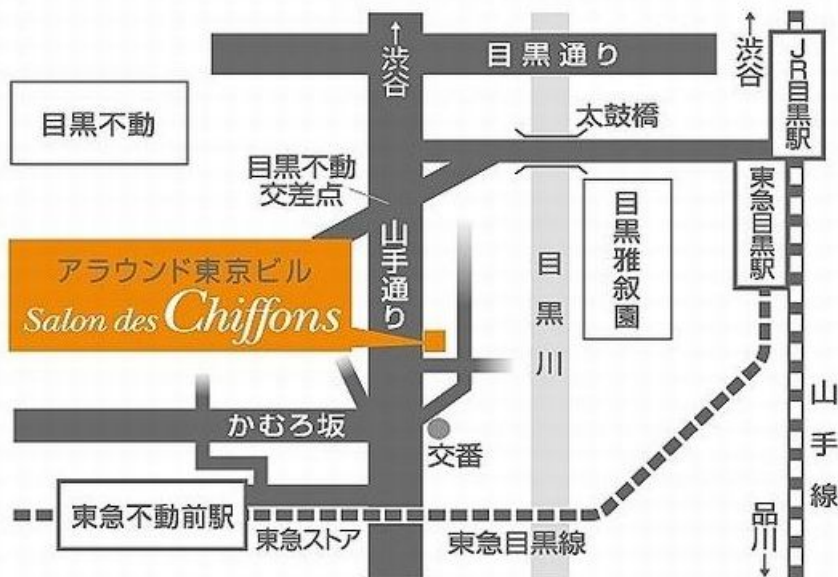 ↑渋谷
目黒通り
↑渋谷
JR目黒駅
目黒不動
太鼓橋
目黒不動
交差点
東急目黒駅
山手通り
目黒雅叙園
目黒川
アラウンド東京ビル
Salon des Chiffons
山手線
かむろ坂
交番
東急不動前駅
東急ストア
東急目黒線
品川↓